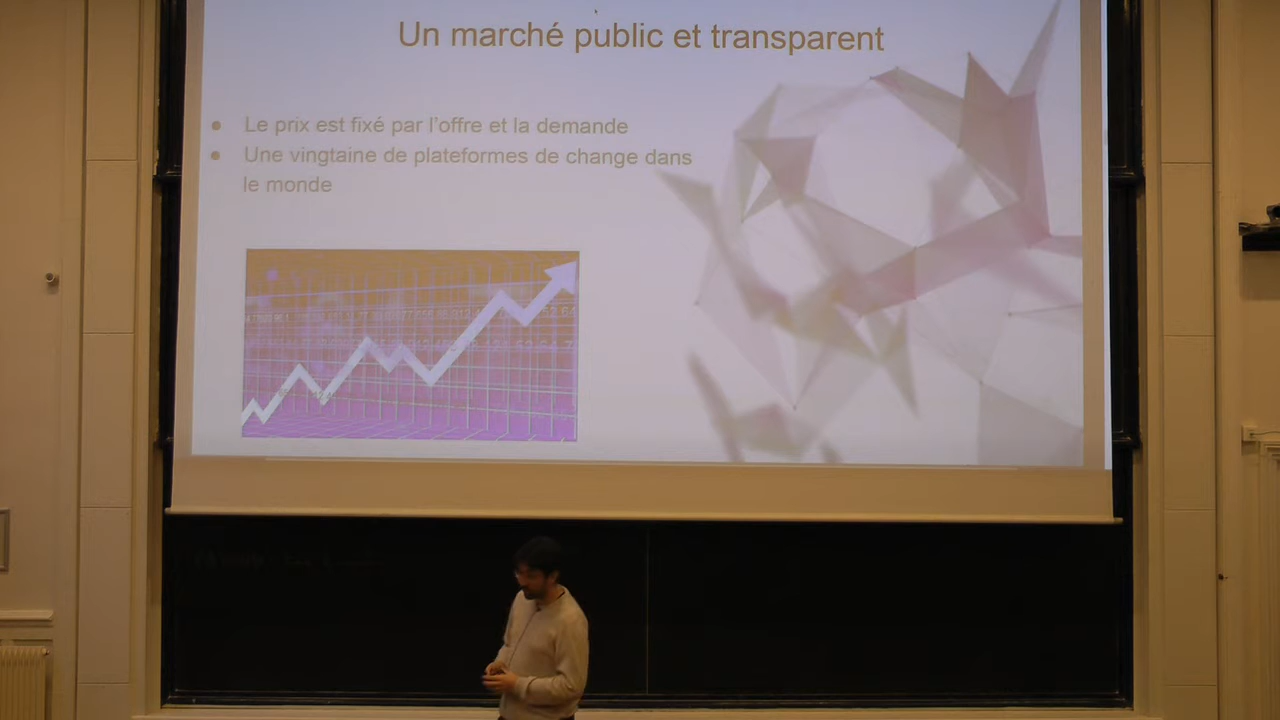 Un marché public et transparent
● Le prix est fixé par l'offre et la demande
● Une vingtaine de plateformes de change dans
le monde